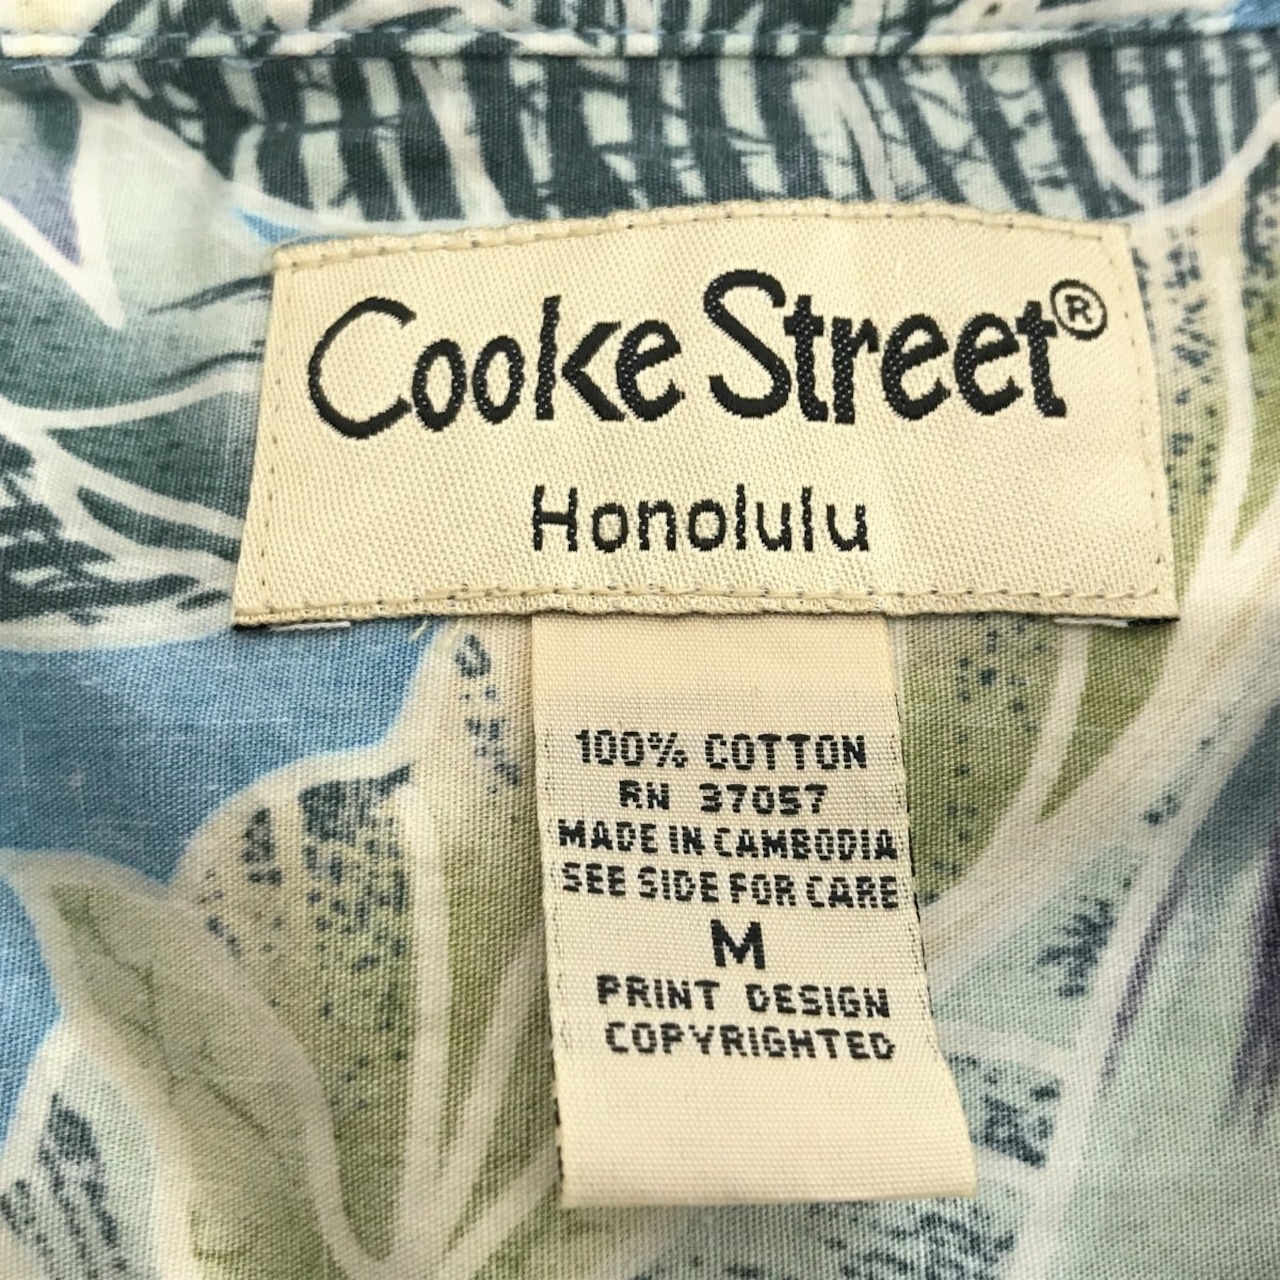 Cooke Street®
Honolulu
100% COTTON
RN 37057
MADE IN CAMBODIA
SEE SIDE FOR CARE
M
PRINT DESIGN
COPYRIGHTED